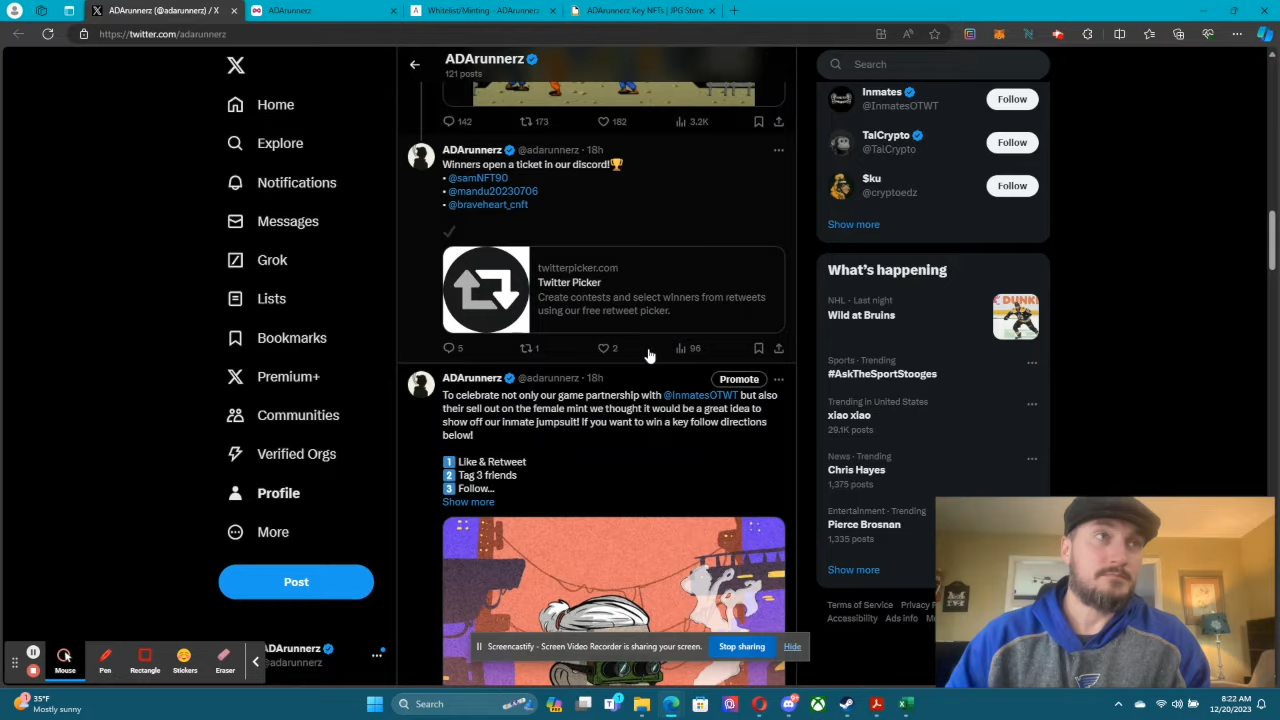 ADArunnerz (@adarunnerz) / X
ADArunnerz
Whitelist/Minting - ADArunnerz
ADArunnerz Key NFTs | JPG Store
https://twitter.com/adarunnerz
Home
Explore
Notifications
Messages
Grok
Lists
Bookmarks
Premium+
Communities
Verified Orgs
Profile
More
Post
ADArunnerz
@adarunnerz
ADArunnerz
121 posts
142 173 182 3.2K
ADArunnerz @adarunnerz · 18h
Winners open a ticket in our discord!🏆
• @samNFT90
• @mandu20230706
• @braveheart_cnft
twitterpicker.com
Twitter Picker
Create contests and select winners from retweets
using our free retweet picker.
5 1 2 96
ADArunnerz @adarunnerz · 18h
Promote
To celebrate not only our game partnership with @InmatesOTWT but also
their sell out on the female mint we thought it would be a great idea to
show off our inmate jumpsuit! If you want to win a key follow directions
below!
1 Like & Retweet
2 Tag 3 friends
3 Follow...
Show more
Search
Inmates
@InmatesOTWT
Follow
TalCrypto
@TalCrypto
Follow
$ku
@cryptoedz
Follow
Show more
What's happening
NHL · Last night
Wild at Bruins
DUNKI
Sports · Trending
#AskTheSportStooges
Trending in United States
xiao xiao
29.1K posts
News · Trending
Chris Hayes
1,375 posts
Entertainment · Trending
Pierce Brosnan
1,335 posts
Show more
Terms of Service Privacy P
Accessibility Ads info M
Mouse
Pen
Rectangle
Stickers
Eraser
Screencastify - Screen Video Recorder is sharing your screen.
Stop sharing
Hide
35°F
Mostly sunny
Search
8:22 AM
12/20/2023